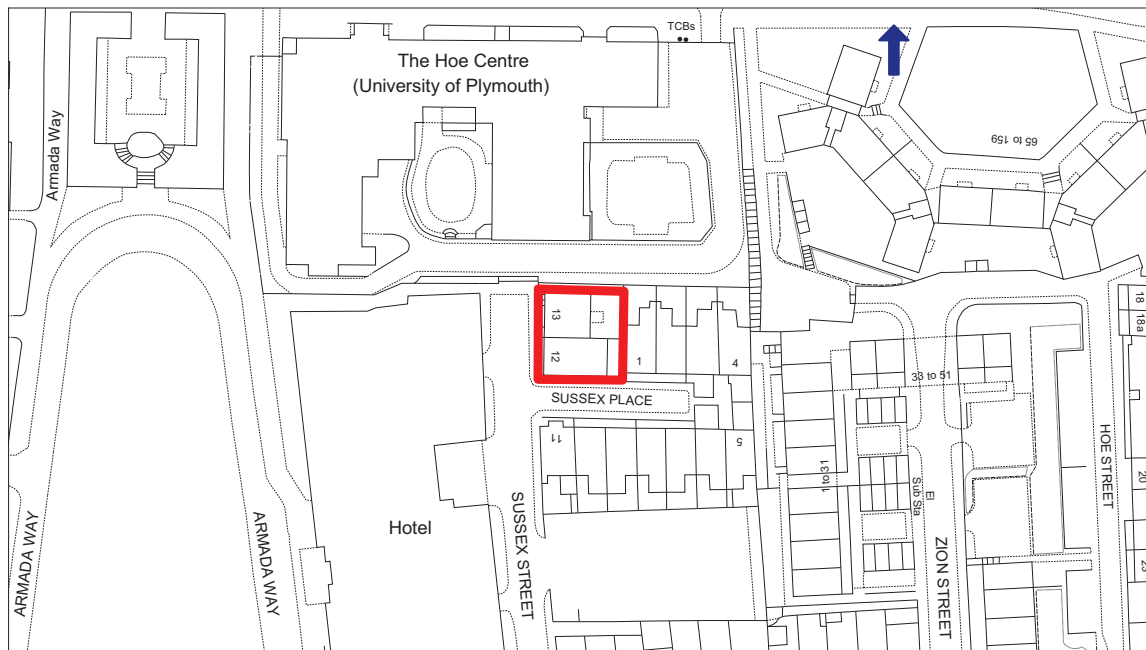 TCBs
The Hoe Centre
(University of Plymouth)
Armada Way
65 to 159
13
12
1
4
SUSSEX PLACE
11
5
18
18a
33 to 51
1 to 31
El
Sub Sta
HOE STREET
20
Hotel
SUSSEX STREET
ZION STREET
ARMADA WAY
ARMADA WAY
25